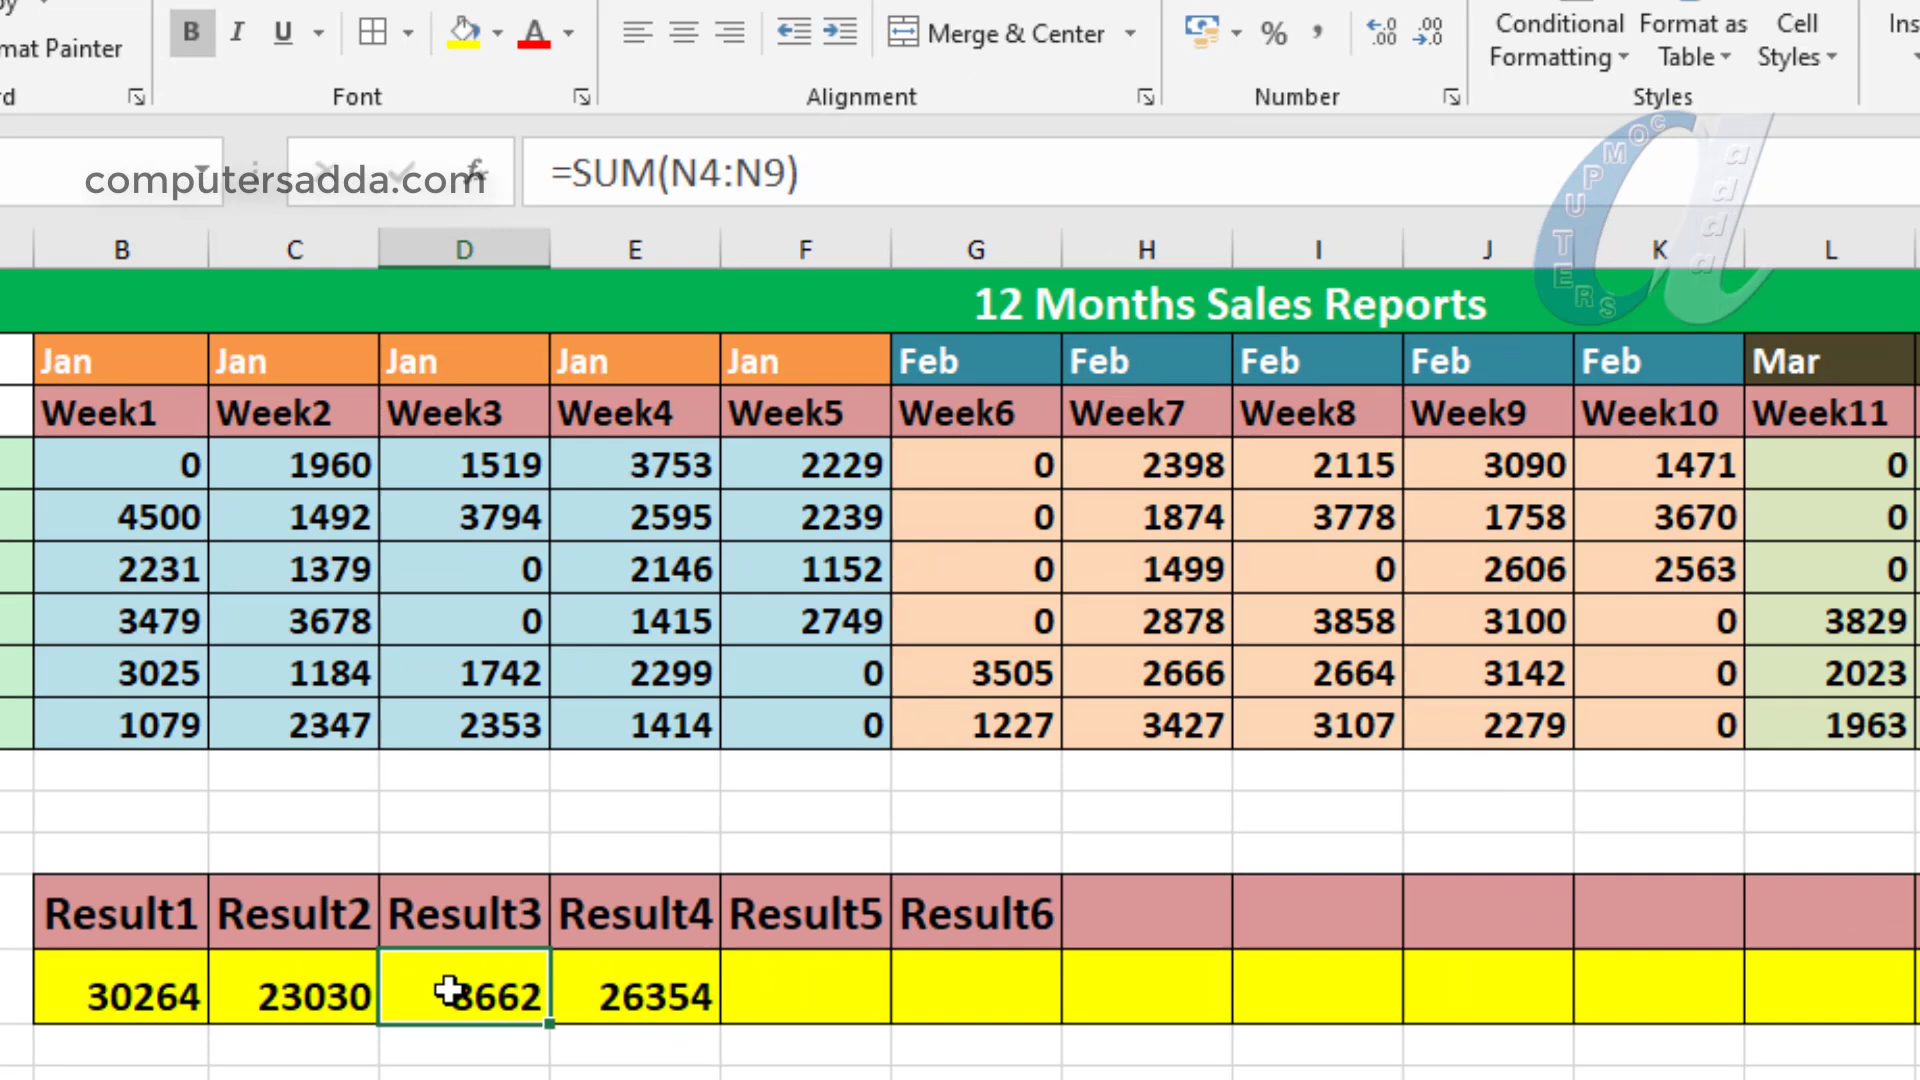 mat Painter
B I U A
Merge & Center
%
Conditional Formatting
Format as Table
Cell Styles
Font
Alignment
Number
Styles
computersadda.com
fx
=SUM(N4:N9)
COMPUTERS adda
B C D E F G H I J K L
12 Months Sales Reports
Jan Jan Jan Jan Jan Feb Feb Feb Feb Feb Mar
Week1 Week2 Week3 Week4 Week5 Week6 Week7 Week8 Week9 Week10 Week11
0 1960 1519 3753 2229 0 2398 2115 3090 1471 0
4500 1492 3794 2595 2239 0 1874 3778 1758 3670 0
2231 1379 0 2146 1152 0 1499 0 2606 2563 0
3479 3678 0 1415 2749 0 2878 3858 3100 0 3829
3025 1184 1742 2299 0 3505 2666 2664 3142 0 2023
1079 2347 2353 1414 0 1227 3427 3107 2279 0 1963
Result1 Result2 Result3 Result4 Result5 Result6
30264 23030 8662 26354